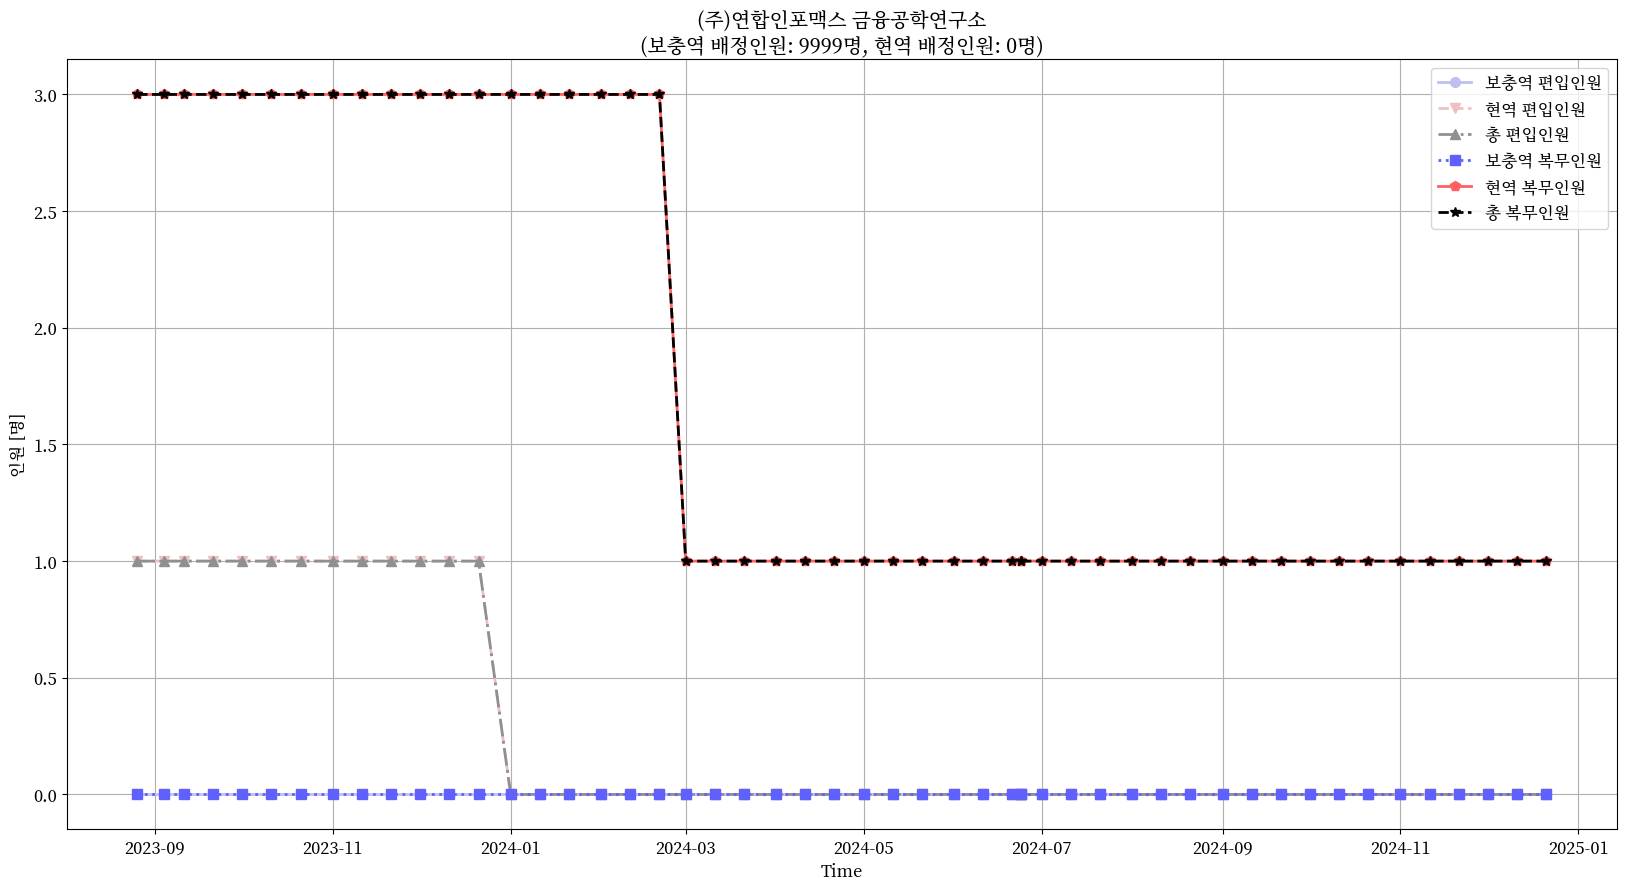 (주)연합인포맥스 금융공학연구소
(보충역 배정인원: 9999명, 현역 배정인원: 0명)
보충역 편입인원
현역 편입인원
총 편입인원
보충역 복무인원
현역 복무인원
총 복무인원
인원 [명]
3.0
2.5
2.0
1.5
1.0
0.5
0.0
2023-09
2023-11
2024-01
2024-03
2024-05
2024-07
2024-09
2024-11
2025-01
Time